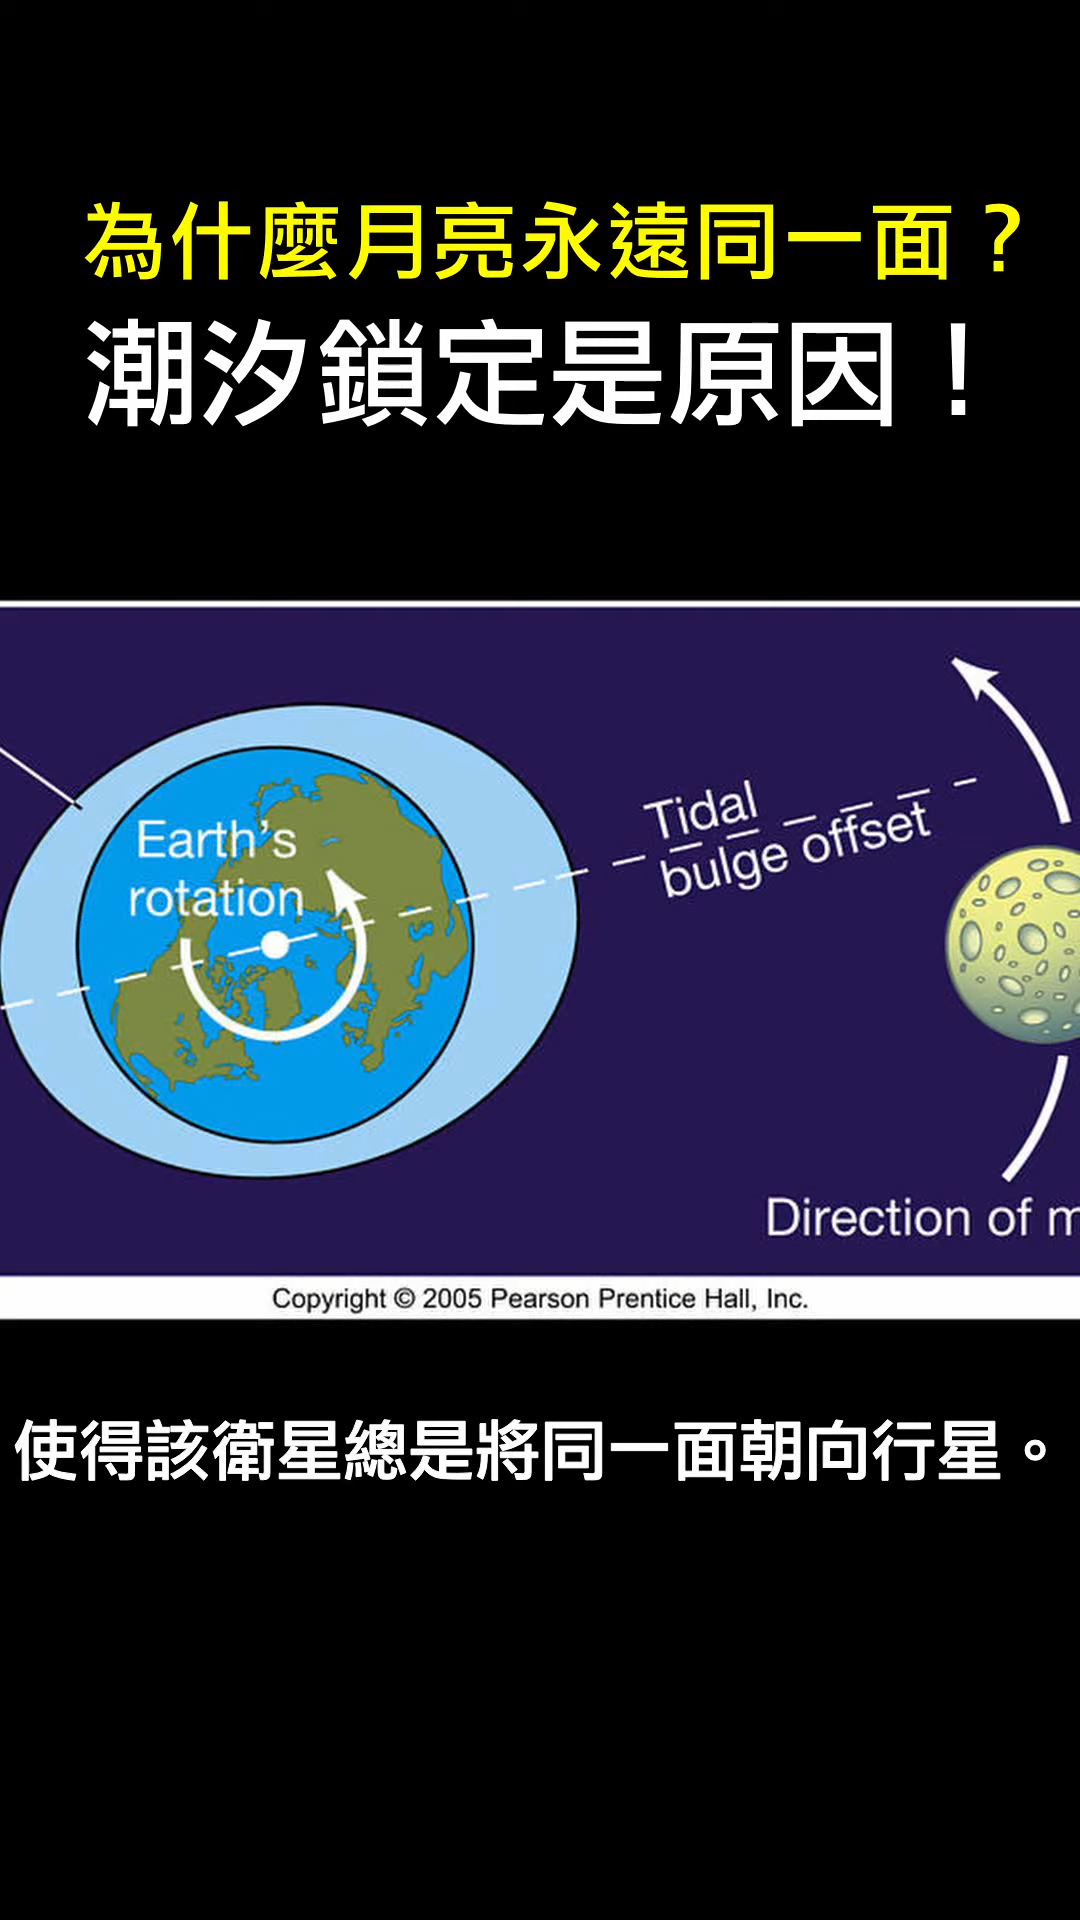 為什麼月亮永遠同一面？
潮汐鎖定是原因！
Earth's
rotation
Tidal
bulge offset
Direction of m
Copyright © 2005 Pearson Prentice Hall, Inc.
使得該衛星總是將同一面朝向行星。